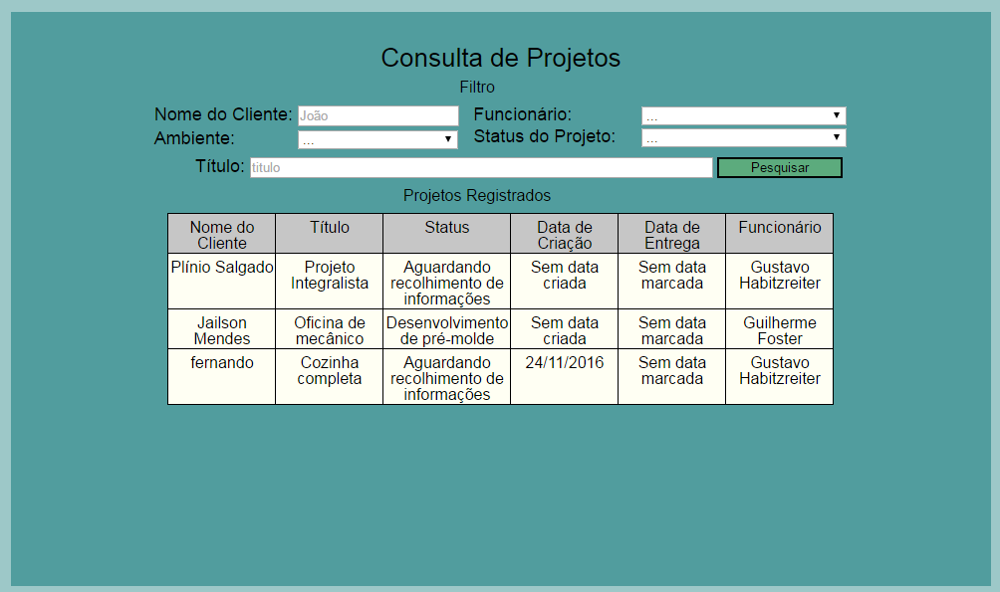 Consulta de Projetos
Filtro
Nome do Cliente: João Funcionário: ...
Ambiente: ... Status do Projeto: ...
Título: titulo Pesquisar
Projetos Registrados
Nome do Cliente Título Status Data de Criação Data de Entrega Funcionário
Plínio Salgado Projeto Integralista Aguardando recolhimento de informações Sem data criada Sem data marcada Gustavo Habitzreiter
Jailson Mendes Oficina de mecânico Desenvolvimento de pré-molde Sem data criada Sem data marcada Guilherme Foster
fernando Cozinha completa Aguardando recolhimento de informações 24/11/2016 Sem data marcada Gustavo Habitzreiter